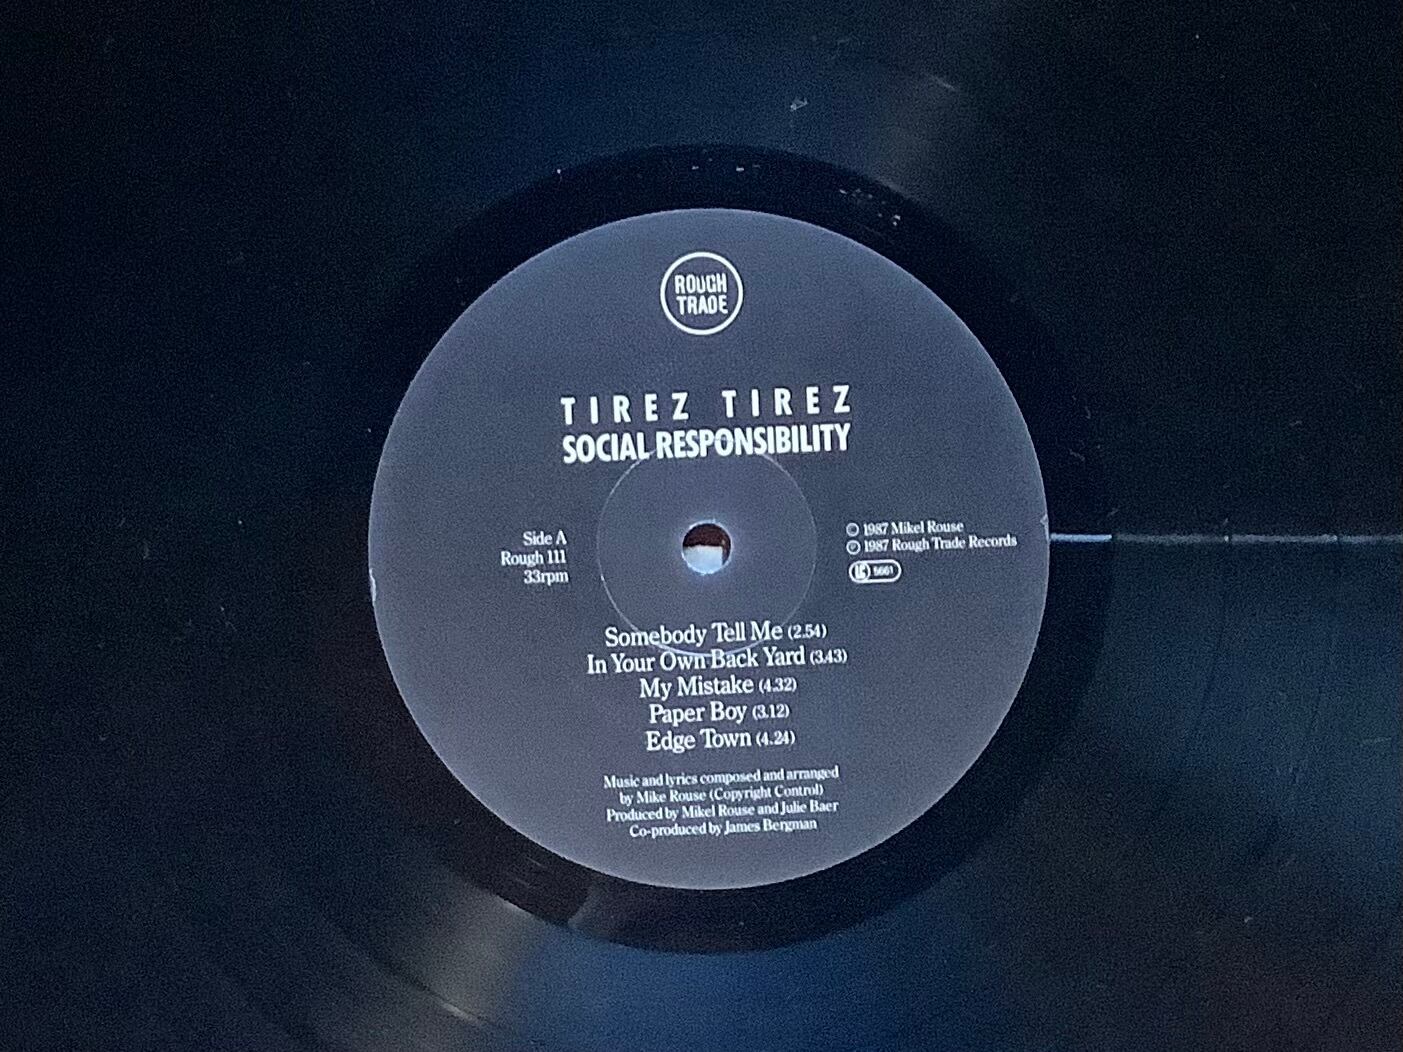 ROUGH
TRADE
TIREZ TIREZ
SOCIAL RESPONSIBILITY
Side A
Rough 111
33rpm
© 1987 Mikel Rouse
℗ 1987 Rough Trade Records
LC 5661
Somebody Tell Me (2.54)
In Your Own Back Yard (3.43)
My Mistake (4.32)
Paper Boy (3.12)
Edge Town (4.24)
Music and lyrics composed and arranged
by Mike Rouse (Copyright Control)
Produced by Mikel Rouse and Julie Baer
Co-produced by James Bergman